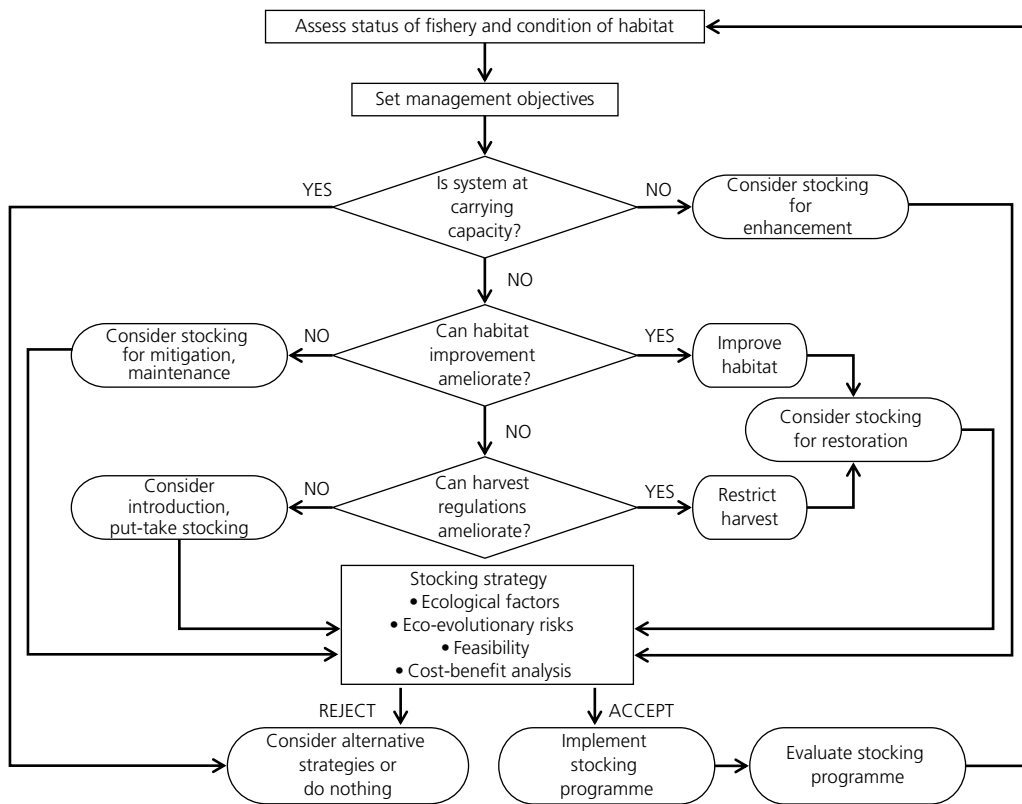 Assess status of fishery and condition of habitat
Set management objectives
YES
Is system at
carrying
capacity?
NO
Consider stocking
for
enhancement
NO
Consider stocking
for mitigation,
maintenance
NO
Can habitat
improvement
ameliorate?
YES
Improve
habitat
Consider stocking
for restoration
NO
Consider
introduction,
put-take stocking
NO
Can harvest
regulations
ameliorate?
YES
Restrict
harvest
Stocking strategy
• Ecological factors
• Eco-evolutionary risks
• Feasibility
• Cost-benefit analysis
REJECT
ACCEPT
Consider alternative
strategies or
do nothing
Implement
stocking
programme
Evaluate stocking
programme